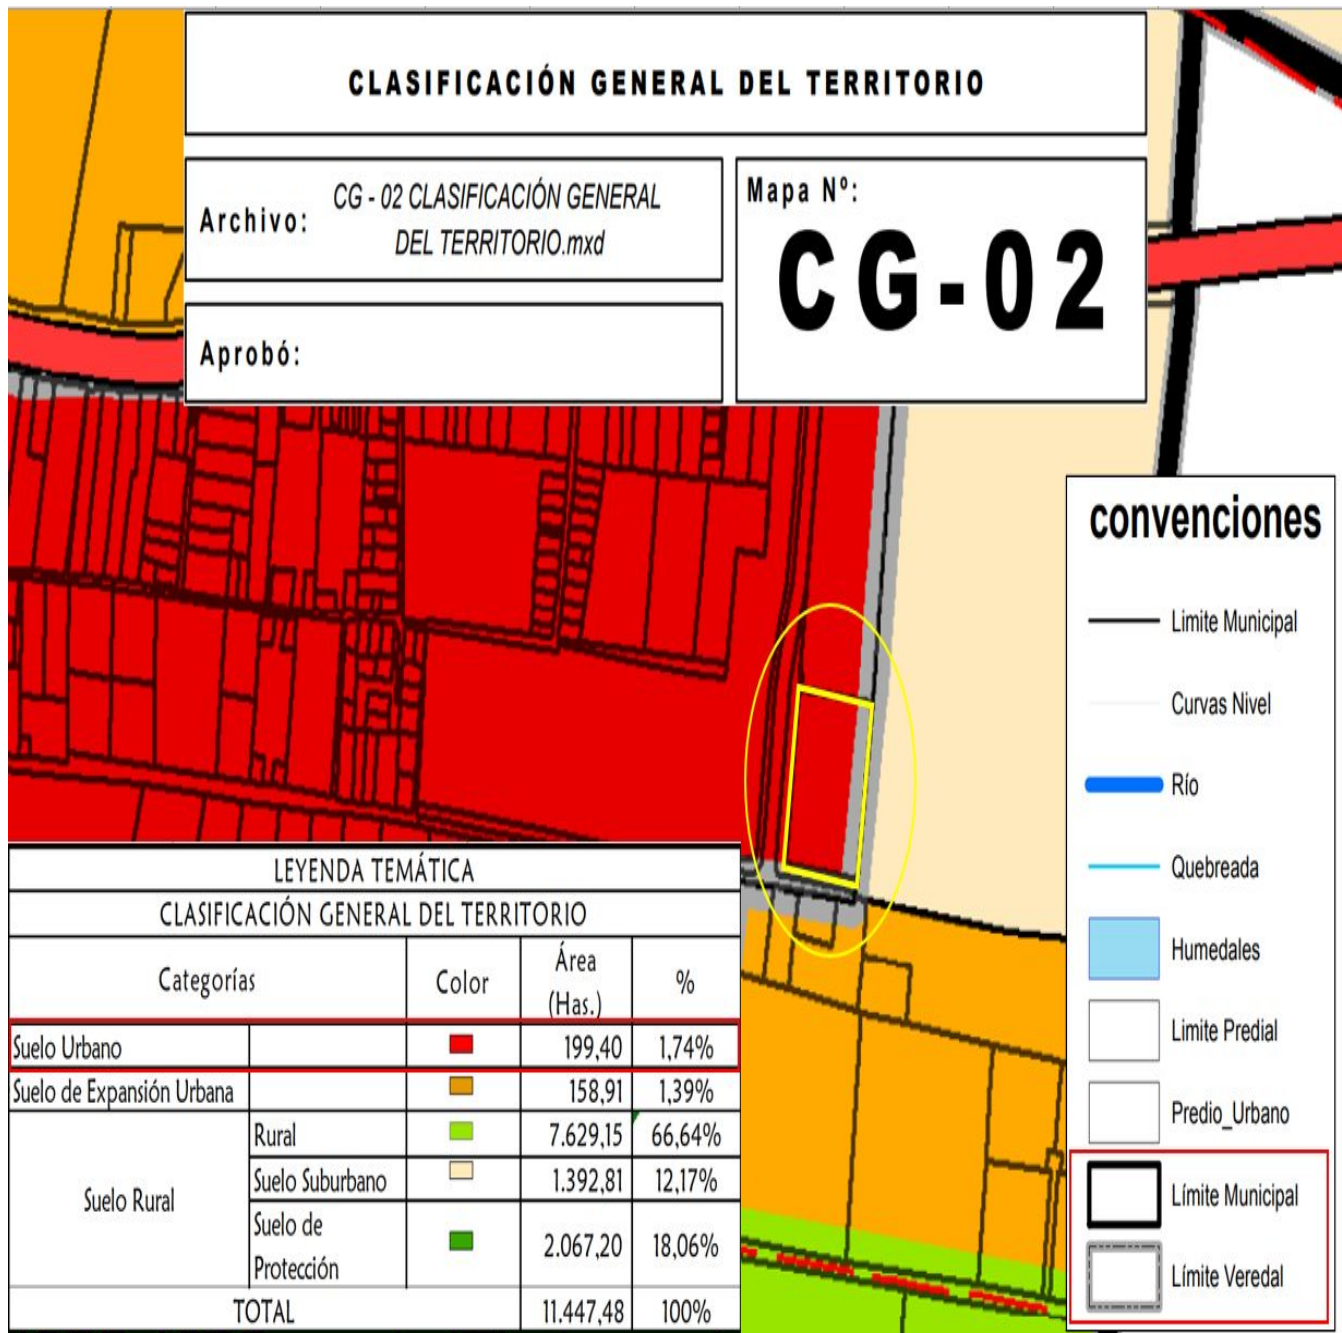 CLASIFICACIÓN GENERAL DEL TERRITORIO
Archivo: CG - 02 CLASIFICACIÓN GENERAL
DEL TERRITORIO.mxd
Aprobó:
Mapa Nº:
CG-02
convenciones
Limite Municipal
Curvas Nivel
Río
Quebreada
Humedales
Limite Predial
Predio_Urbano
Límite Municipal
Límite Veredal
LEYENDA TEMÁTICA
CLASIFICACIÓN GENERAL DEL TERRITORIO
Categorías Color Área (Has.) %
Suelo Urbano 199,40 1,74%
Suelo de Expansión Urbana 158,91 1,39%
Suelo Rural
Rural 7.629,15 66,64%
Suelo Suburbano 1.392,81 12,17%
Suelo de Protección 2.067,20 18,06%
TOTAL 11.447,48 100%